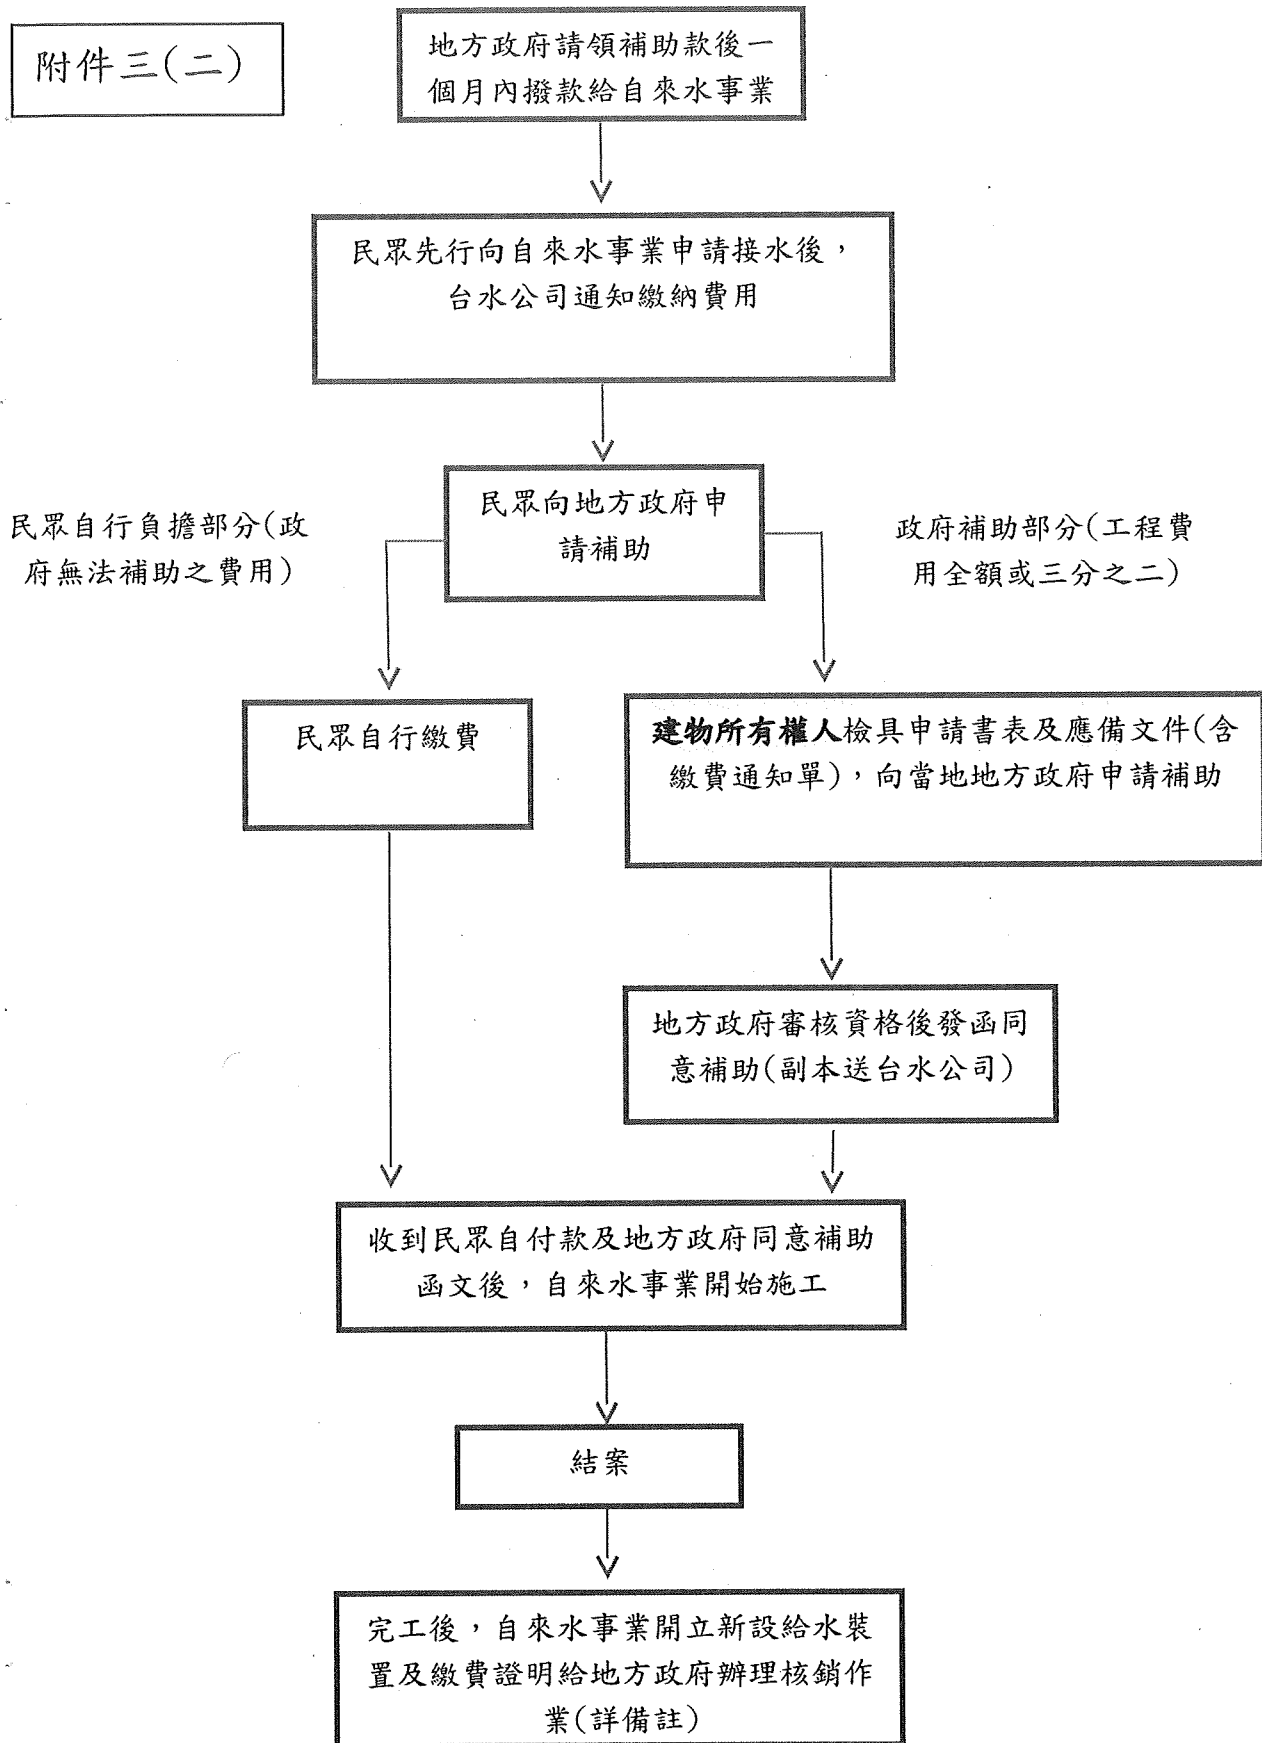 附件三(二)
地方政府請領補助款後一
個月內撥款給自來水事業
民眾先行向自來水事業申請接水後，
台水公司通知繳納費用
民眾向地方政府申
請補助
民眾自行負擔部分(政
府無法補助之費用)
政府補助部分(工程費
用全額或三分之二)
民眾自行繳費
建物所有權人檢具申請書表及應備文件(含
繳費通知單)，向當地地方政府申請補助
地方政府審核資格後發函同
意補助(副本送台水公司)
收到民眾自付款及地方政府同意補助
函文後，自來水事業開始施工
結案
完工後，自來水事業開立新設給水裝
置及繳費證明給地方政府辦理核銷作
業(詳備註)